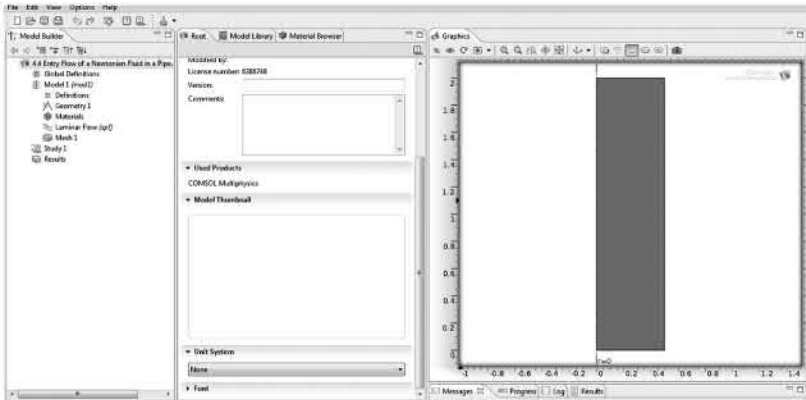 File Edit View Options Help
Model Builder
4.4 Entry Flow of a Newtonian Fluid in a Pipe.
Global Definitions
Model 1 (mod1)
Definitions
Geometry 1
Materials
Laminar Flow (spf)
Mesh 1
Study 1
Results
Root Model Library Material Browser
Modified by:
License number: 6388748
Version:
Comments:
Used Products
COMSOL Multiphysics
Model Thumbnail
Unit System
None
Font
Graphics
2
1.8
1.6
1.4
1.2
1
0.8
0.6
0.4
0.2
0
r=0
-1 -0.8 -0.6 -0.4 -0.2 0 0.2 0.4 0.6 0.8 1 1.2 1.4
Messages Progress Log Results